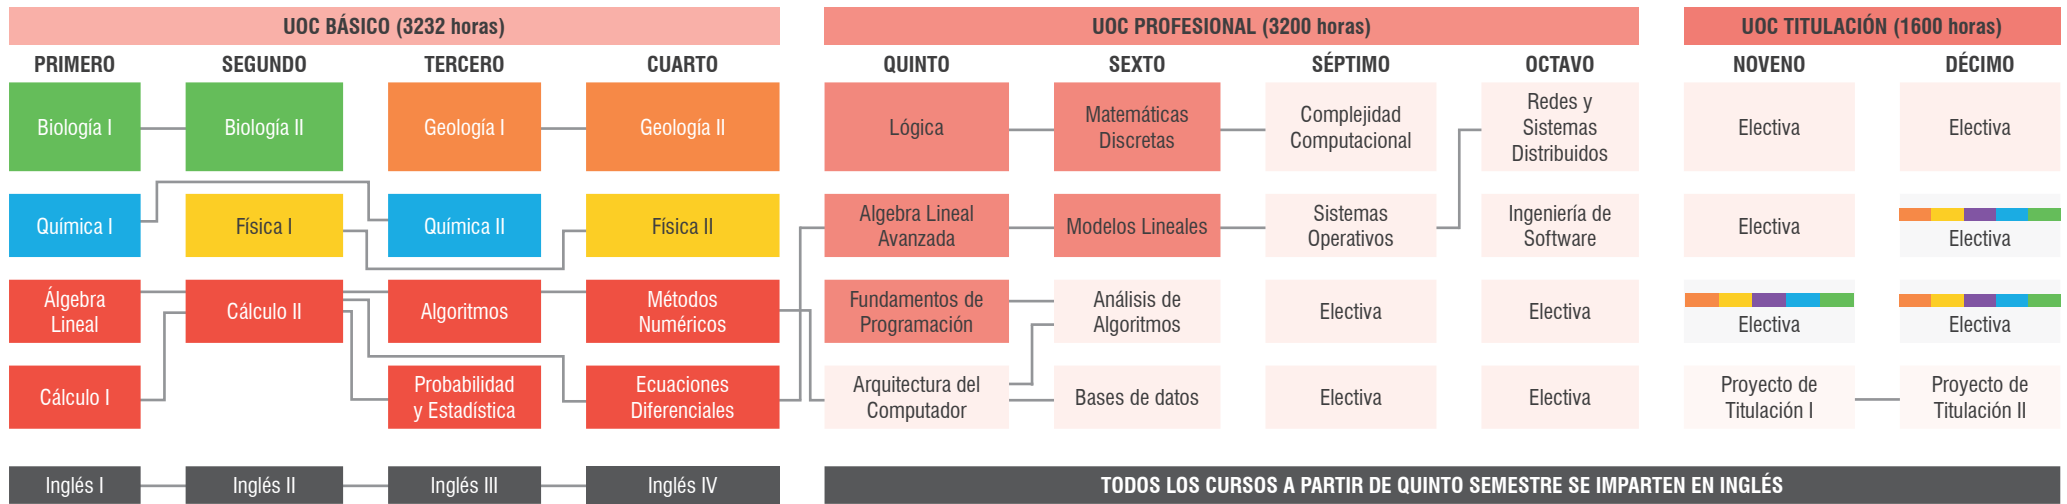 UOC BÁSICO (3232 horas)
UOC PROFESIONAL (3200 horas)
UOC TITULACIÓN (1600 horas)
PRIMERO
SEGUNDO
TERCERO
CUARTO
QUINTO
SEXTO
SÉPTIMO
OCTAVO
NOVENO
DÉCIMO
Biología I
Biología II
Geología I
Geología II
Lógica
Matemáticas
Discretas
Complejidad
Computacional
Redes y
Sistemas
Distribuidos
Electiva
Electiva
Química I
Física I
Química II
Física II
Algebra Lineal
Avanzada
Modelos Lineales
Sistemas
Operativos
Ingeniería de
Software
Electiva
Electiva
Álgebra
Lineal
Cálculo II
Algoritmos
Métodos
Numéricos
Fundamentos de
Programación
Análisis de
Algoritmos
Electiva
Electiva
Electiva
Electiva
Cálculo I
Probabilidad
y Estadística
Ecuaciones
Diferenciales
Arquitectura del
Computador
Bases de datos
Electiva
Electiva
Proyecto de
Titulación I
Proyecto de
Titulación II
Inglés I
Inglés II
Inglés III
Inglés IV
TODOS LOS CURSOS A PARTIR DE QUINTO SEMESTRE SE IMPARTEN EN INGLÉS